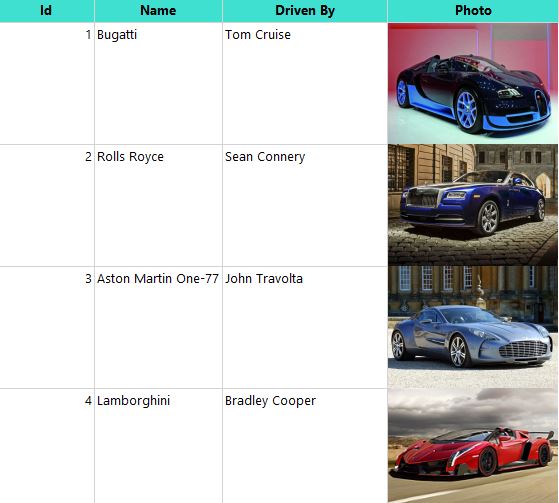 Id Name Driven By Photo
1 Bugatti Tom Cruise
2 Rolls Royce Sean Connery
3 Aston Martin One-77 John Travolta
4 Lamborghini Bradley Cooper